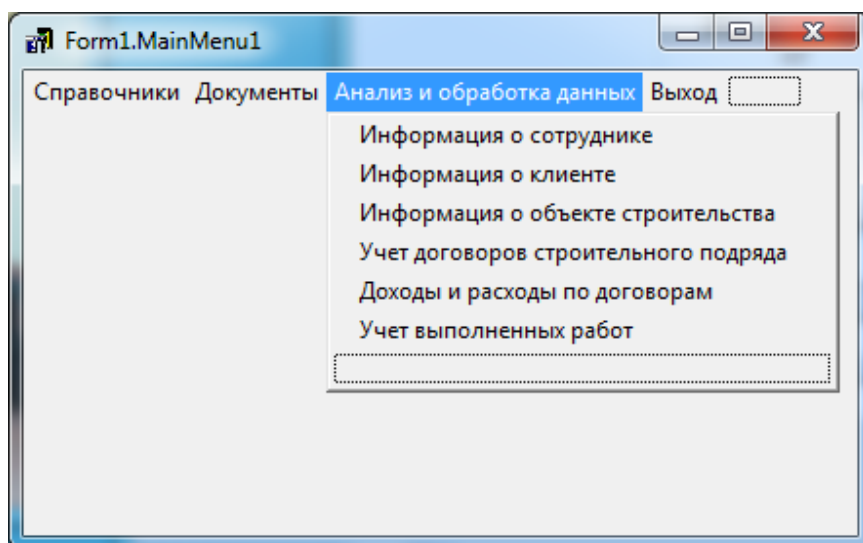 Form1.MainMenu1
Справочники Документы Анализ и обработка данных Выход
Информация о сотруднике
Информация о клиенте
Информация о объекте строительства
Учет договоров строительного подряда
Доходы и расходы по договорам
Учет выполненных работ